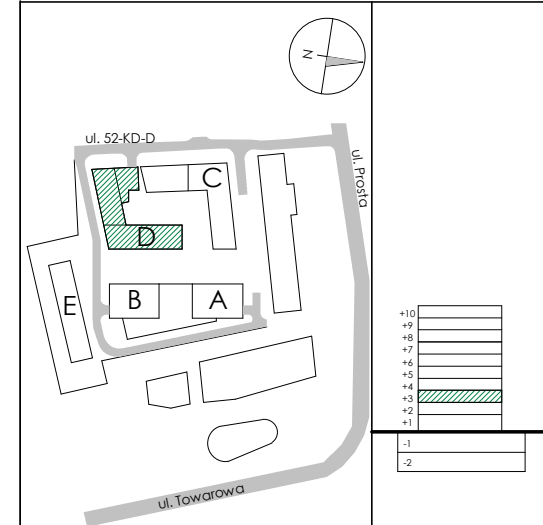 N
ul. 52-KD-D
ul. Prosta
C
D
E
B
A
ul. Towarowa
+10
+9
+8
+7
+6
+5
+4
+3
+2
+1
-1
-2